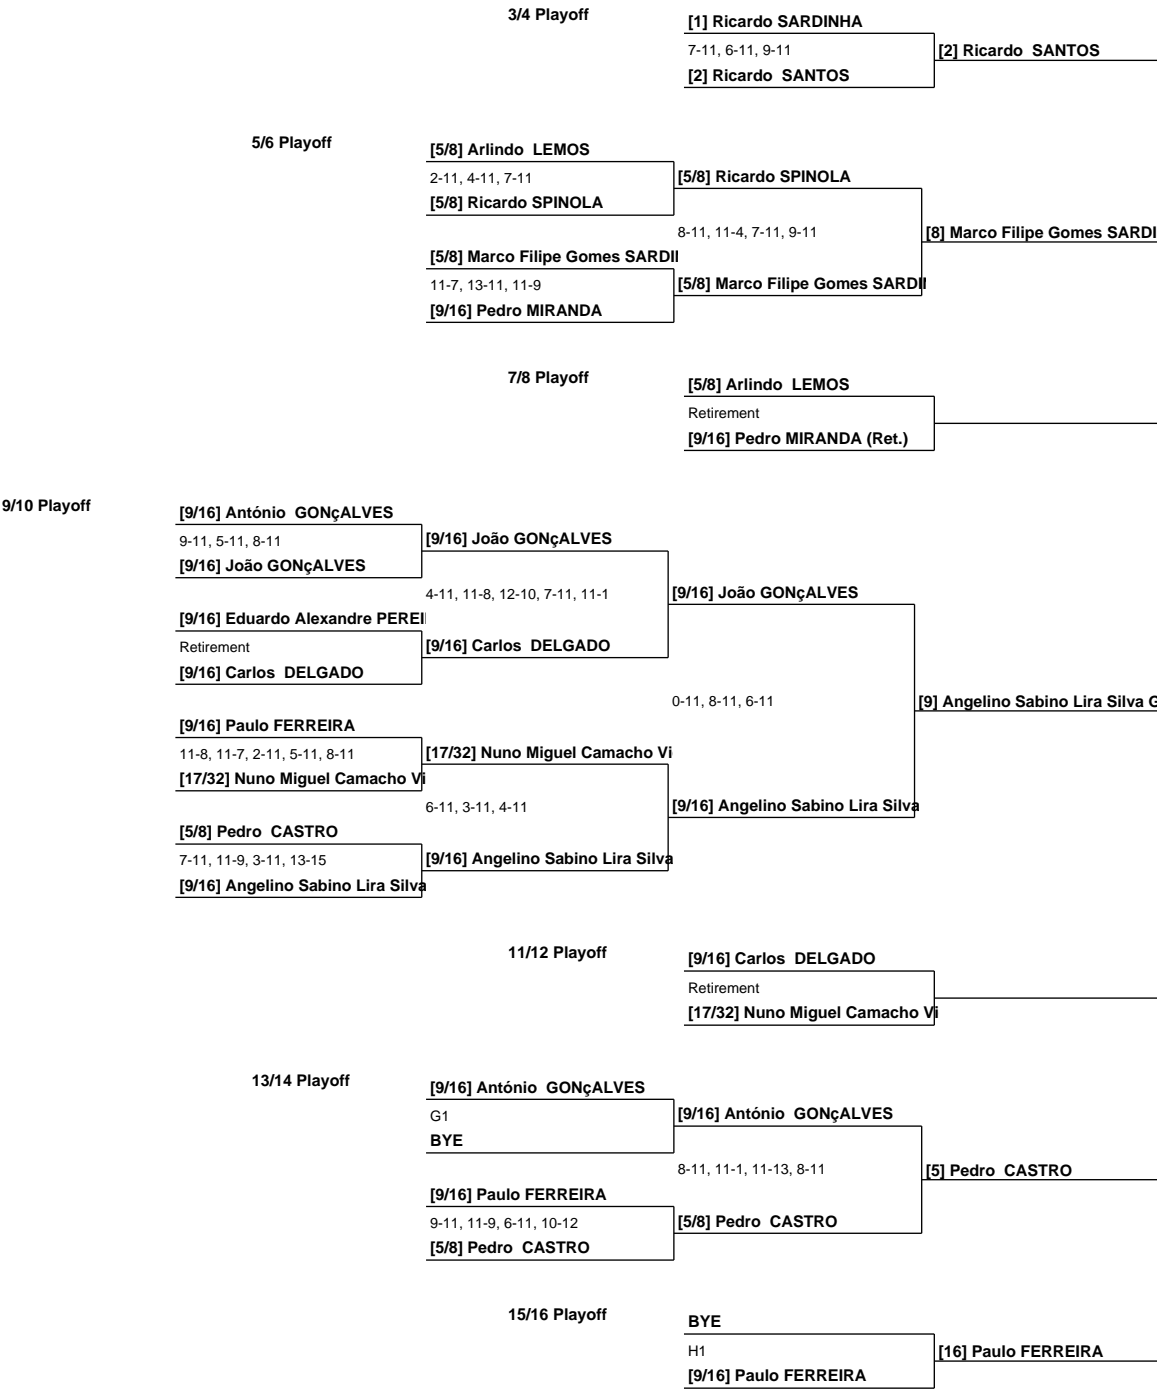 3/4 Playoff
[1] Ricardo SARDINHA
7-11, 6-11, 9-11
[2] Ricardo SANTOS
[2] Ricardo SANTOS
5/6 Playoff
[5/8] Arlindo LEMOS
2-11, 4-11, 7-11
[5/8] Ricardo SPINOLA
[5/8] Ricardo SPINOLA
8-11, 11-4, 7-11, 9-11
[8] Marco Filipe Gomes SARDI
[5/8] Marco Filipe Gomes SARDI
11-7, 13-11, 11-9
[5/8] Marco Filipe Gomes SARDI
[9/16] Pedro MIRANDA
7/8 Playoff
[5/8] Arlindo LEMOS
Retirement
[9/16] Pedro MIRANDA (Ret.)
9/10 Playoff
[9/16] António GONçALVES
9-11, 5-11, 8-11
[9/16] João GONçALVES
[9/16] João GONçALVES
4-11, 11-8, 12-10, 7-11, 11-1
[9/16] João GONçALVES
[9/16] Eduardo Alexandre PEREI
Retirement
[9/16] Carlos DELGADO
[9/16] Carlos DELGADO
0-11, 8-11, 6-11
[9] Angelino Sabino Lira Silva G
[9/16] Paulo FERREIRA
11-8, 11-7, 2-11, 5-11, 8-11
[17/32] Nuno Miguel Camacho Vi
[17/32] Nuno Miguel Camacho Vi
6-11, 3-11, 4-11
[9/16] Angelino Sabino Lira Silva
[5/8] Pedro CASTRO
7-11, 11-9, 3-11, 13-15
[9/16] Angelino Sabino Lira Silva
[9/16] Angelino Sabino Lira Silva
11/12 Playoff
[9/16] Carlos DELGADO
Retirement
[17/32] Nuno Miguel Camacho Vi
13/14 Playoff
[9/16] António GONçALVES
G1
[9/16] António GONçALVES
BYE
8-11, 11-1, 11-13, 8-11
[5] Pedro CASTRO
[9/16] Paulo FERREIRA
9-11, 11-9, 6-11, 10-12
[5/8] Pedro CASTRO
[5/8] Pedro CASTRO
15/16 Playoff
BYE
H1
[16] Paulo FERREIRA
[9/16] Paulo FERREIRA